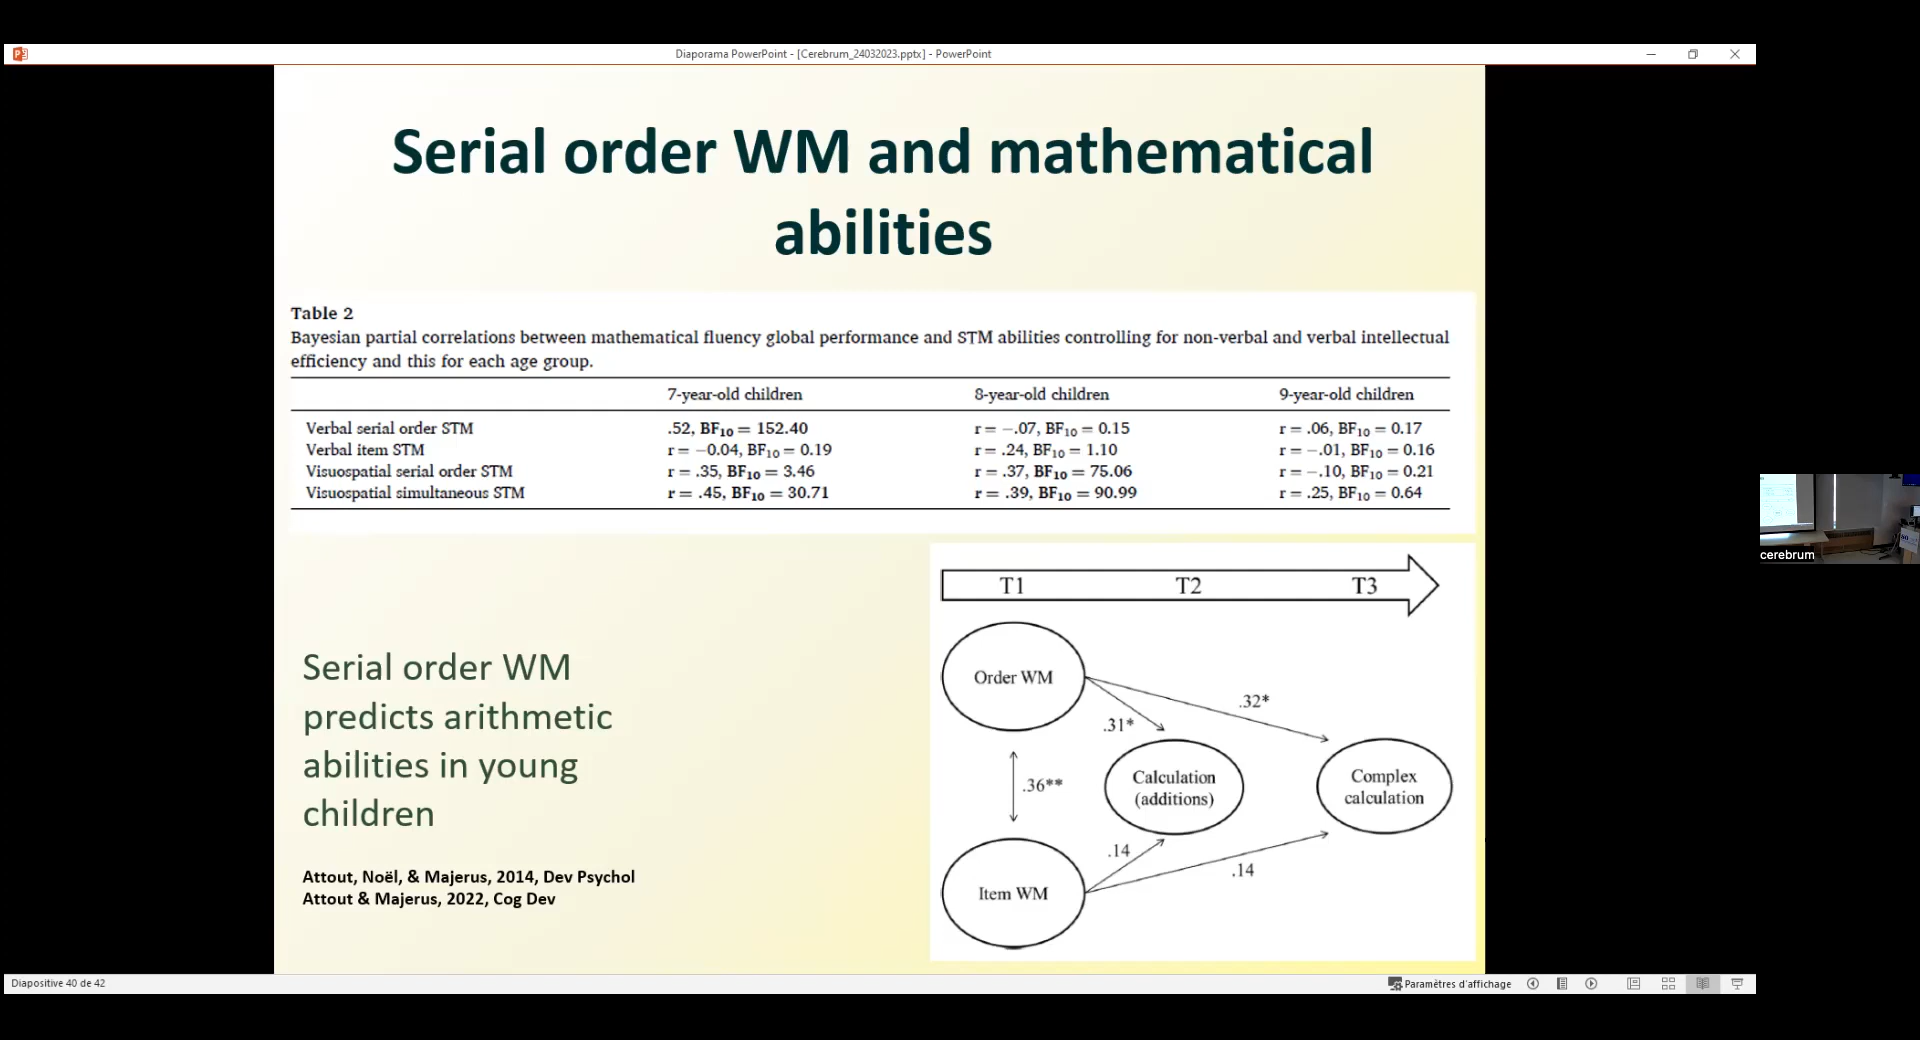 Diaporama PowerPoint - [Cerebrum_24032023.pptx] - PowerPoint
Serial order WM and mathematical
abilities
Table 2
Bayesian partial correlations between mathematical fluency global performance and STM abilities controlling for non-verbal and verbal intellectual
efficiency and this for each age group.
7-year-old children 8-year-old children 9-year-old children
Verbal serial order STM .52, BF10 = 152.40 r = −.07, BF10 = 0.15 r = .06, BF10 = 0.17
Verbal item STM r = −0.04, BF10 = 0.19 r = .24, BF10 = 1.10 r = −.01, BF10 = 0.16
Visuospatial serial order STM r = .35, BF10 = 3.46 r = .37, BF10 = 75.06 r = −.10, BF10 = 0.21
Visuospatial simultaneous STM r = .45, BF10 = 30.71 r = .39, BF10 = 90.99 r = .25, BF10 = 0.64
Serial order WM
predicts arithmetic
abilities in young
children
Attout, Noël, & Majerus, 2014, Dev Psychol
Attout & Majerus, 2022, Cog Dev
T1 T2 T3
Order WM
.32*
.31*
.36**
Calculation
(additions)
Complex
calculation
.14
.14
Item WM
cerebrum
Diapositive 40 de 42
Paramètres d'affichage